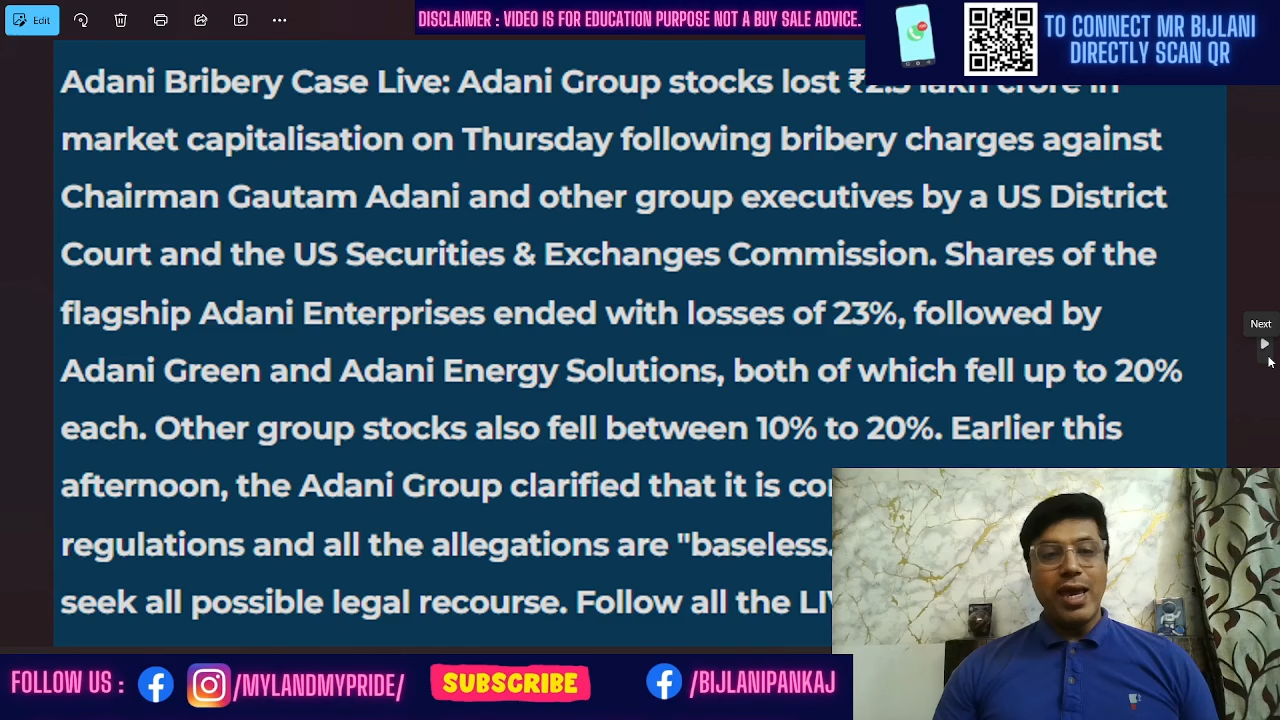 Edit
DISCLAIMER : VIDEO IS FOR EDUCATION PURPOSE NOT A BUY SALE ADVICE.
TO CONNECT MR BIJLANI
DIRECTLY SCAN QR
Adani Bribery Case Live: Adani Group stocks lost ₹2.5 lakh crore in
market capitalisation on Thursday following bribery charges against
Chairman Gautam Adani and other group executives by a US District
Court and the US Securities & Exchanges Commission. Shares of the
flagship Adani Enterprises ended with losses of 23%, followed by
Adani Green and Adani Energy Solutions, both of which fell up to 20%
each. Other group stocks also fell between 10% to 20%. Earlier this
afternoon, the Adani Group clarified that it is
regulations and all the allegations are "baseless.
seek all possible legal recourse. Follow all the
Next
FOLLOW US :
/MYLANDMYPRIDE/
SUBSCRIBE
/BIJLANIPANKAJ